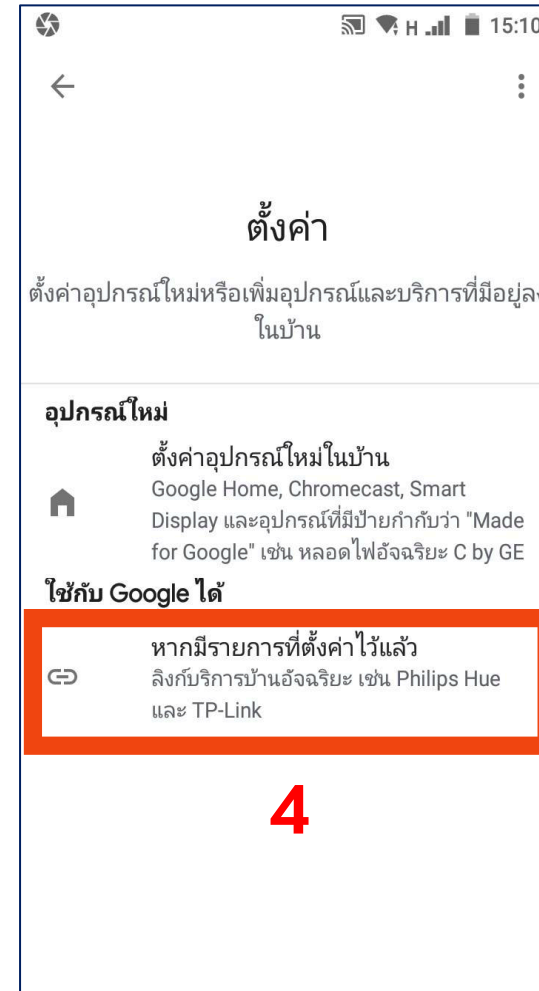 H 15:10
ตั้งค่า
ตั้งค่าอุปกรณ์ใหม่หรือเพิ่มอุปกรณ์และบริการที่มีอยู่ลง
ในบ้าน
อุปกรณ์ใหม่
ตั้งค่าอุปกรณ์ใหม่ในบ้าน
Google Home, Chromecast, Smart
Display และอุปกรณ์ที่มีป้ายกำกับว่า "Made
for Google" เช่น หลอดไฟอัจฉริยะ C by GE
ใช้กับ Google ได้
หากมีรายการที่ตั้งค่าไว้แล้ว
ลิงก์บริการบ้านอัจฉริยะ เช่น Philips Hue
และ TP-Link
4